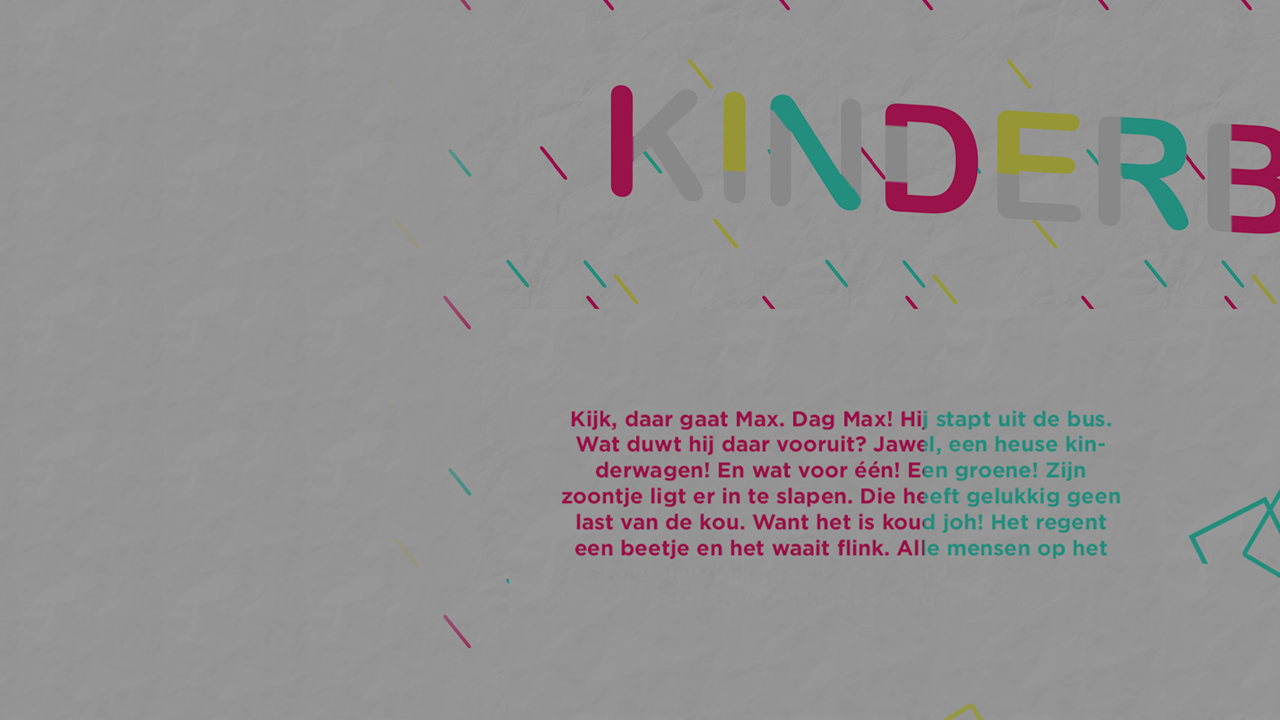 KINDERB
Kijk, daar gaat Max. Dag Max! Hij stapt uit de bus.
Wat duwt hij daar vooruit? Jawel, een heuse kin-
derwagen! En wat voor één! Een groene! Zijn
zoontje ligt er in te slapen. Die heeft gelukkig geen
last van de kou. Want het is koud joh! Het regent
een beetje en het waait flink. Alle mensen op het